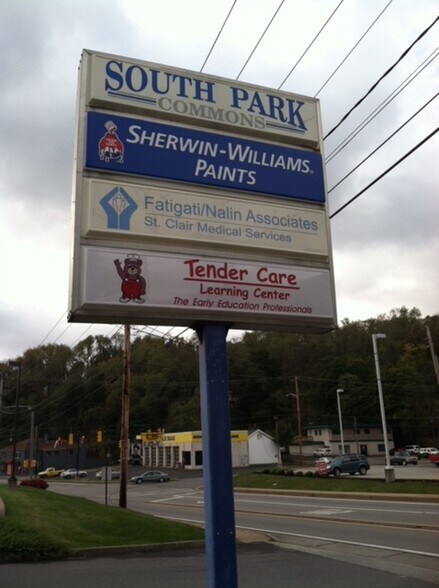 SOUTH PARK
COMMONS
SHERWIN-WILLIAMS®
PAINTS
Fatigati/Nalin Associates
St. Clair Medical Services
Tender Care
Learning Center
The Early Education Professionals